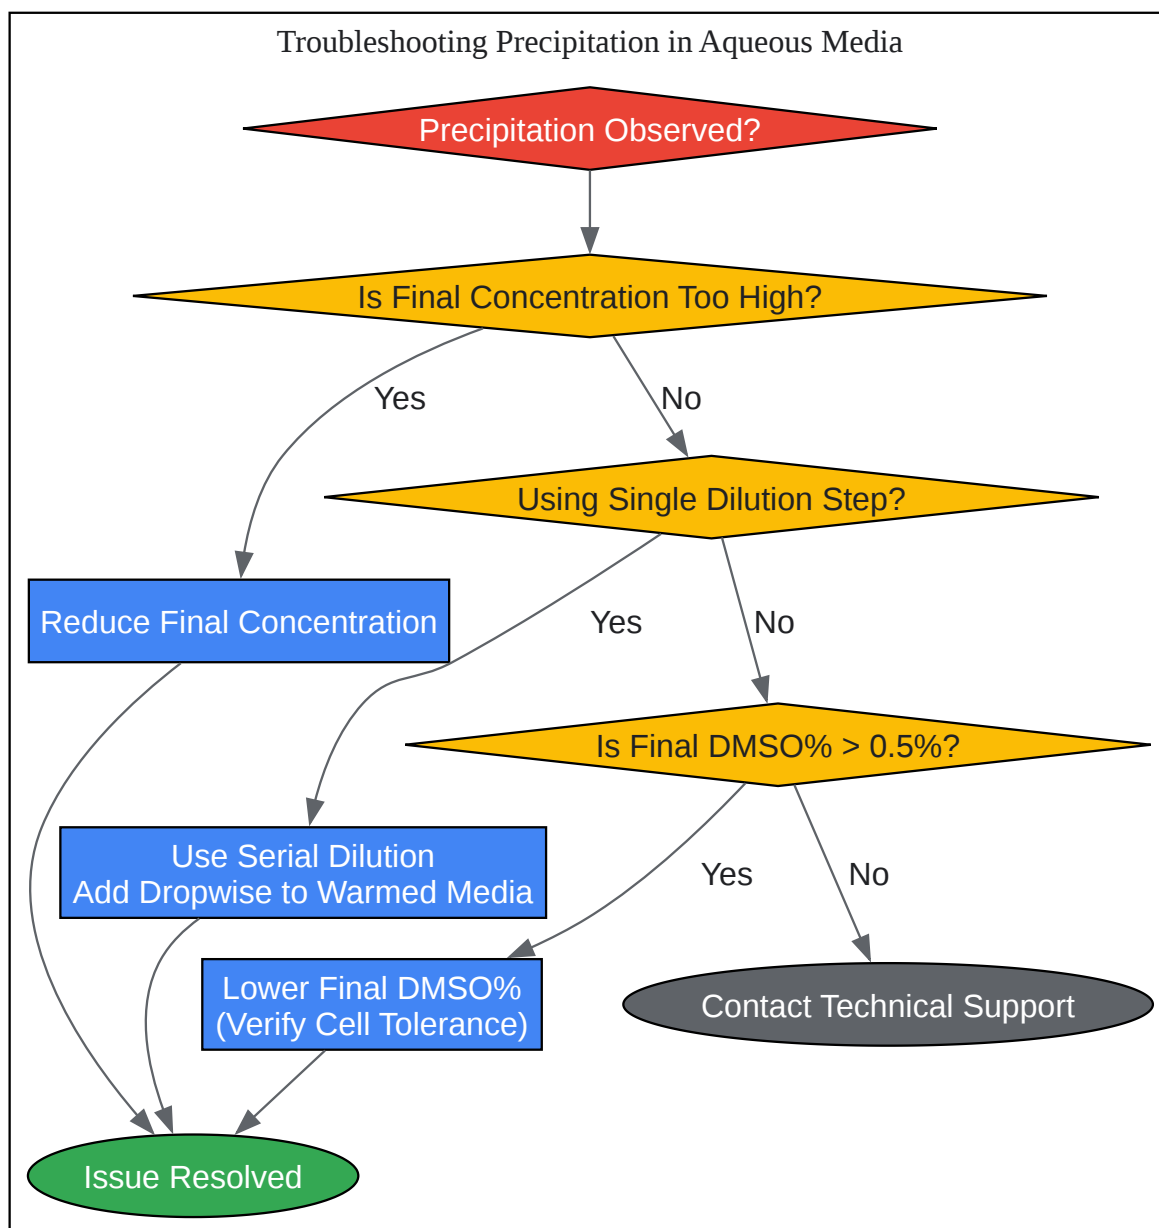 Troubleshooting Precipitation in Aqueous Media
Precipitation Observed?
Is Final Concentration Too High?
Yes
No
Using Single Dilution Step?
Reduce Final Concentration
Yes
No
Is Final DMSO% > 0.5%?
Use Serial Dilution
Add Dropwise to Warmed Media
Yes
No
Lower Final DMSO%
(Verify Cell Tolerance)
Contact Technical Support
Issue Resolved